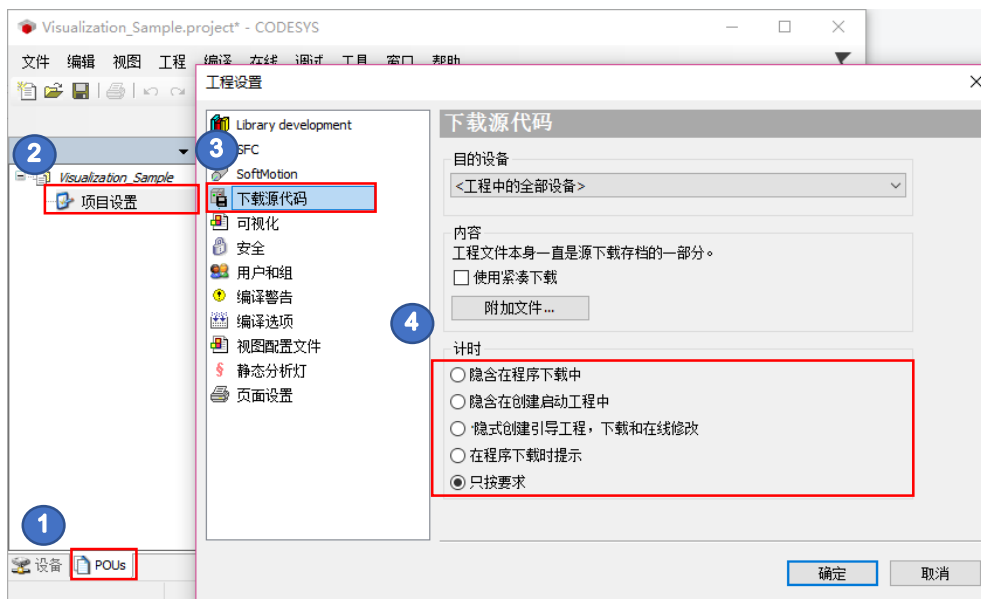 Visualization_Sample.project* - CODESYS
文件 编辑 视图 工程 编译 在线 调试 工具 窗口 帮助
工程设置
Library development
SFC
SoftMotion
下载源代码
可视化
安全
用户和组
编译警告
编译选项
视图配置文件
静态分析灯
页面设置
下载源代码
目的设备
<工程中的全部设备>
内容
工程文件本身一直是源下载存档的一部分。
使用'紧凑下载
附加文件...
计时
隐含在程序下载中
隐含在创建启动工程中
'隐式创建引导工程，下载和在线修改
在程序下载时提示
只按要求
确定
取消
2
3
4
1
Visualization_Sample
项目设置
设备
POUs